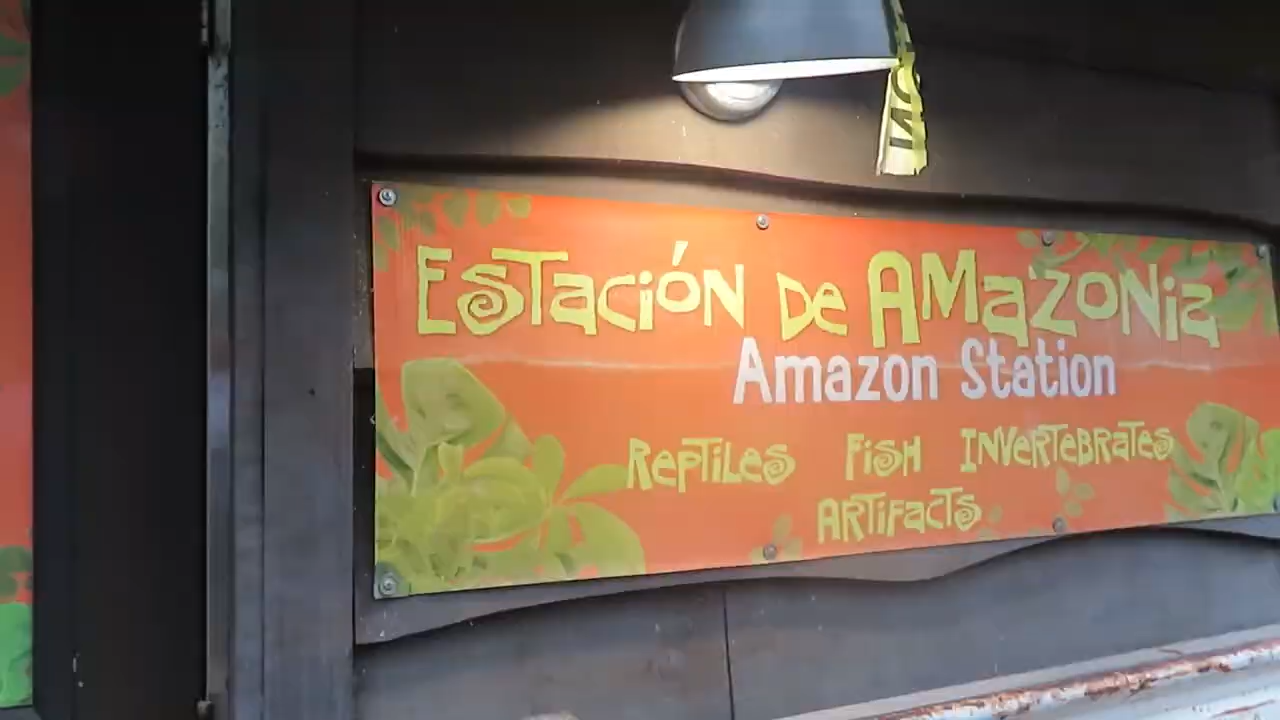 Estación de Amazonia
Amazon Station
Reptiles Fish Invertebrates
Artifacts